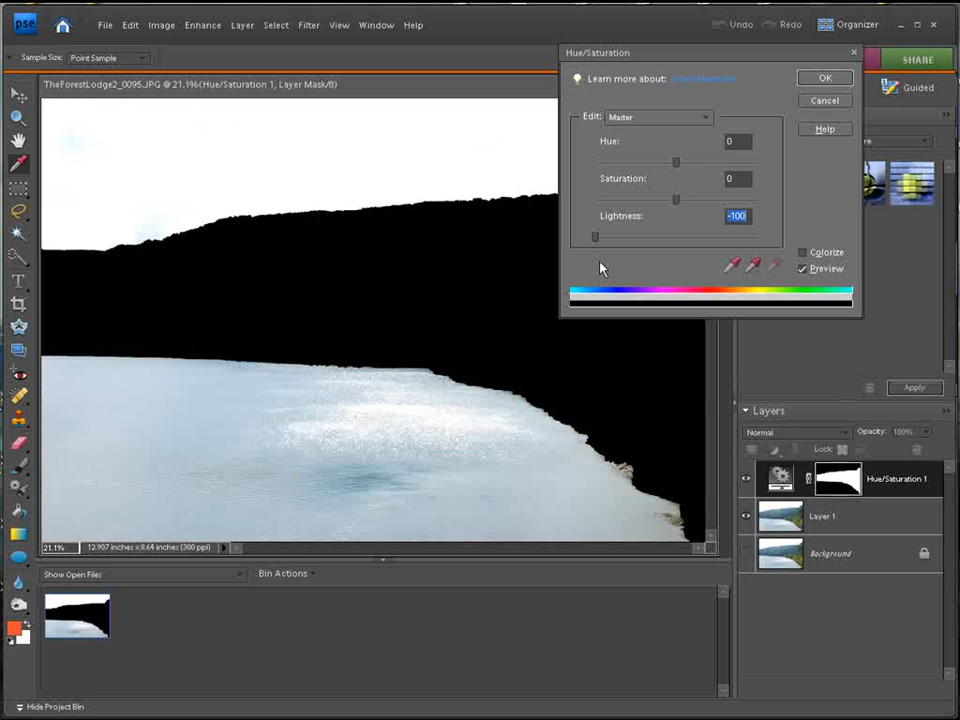 pse File Edit Image Enhance Layer Select Filter View Window Help Undo Redo Organizer
Sample Size: Point Sample
Hue/Saturation
SHARE
TheForestLodge2_0095.JPG @ 21.1%(Hue/Saturation 1, Layer Mask/8)
Learn more about:
OK
Guided
Cancel
Edit: Master
Help
Hue: 0
Saturation: 0
Lightness: -100
Colorize
Preview
Apply
Layers
Normal Opacity: 100%
Lock:
Hue/Saturation 1
Layer 1
Background
21.1% 12.907 inches x 8.64 inches (300 ppi)
Show Open Files Bin Actions
Hide Project Bin